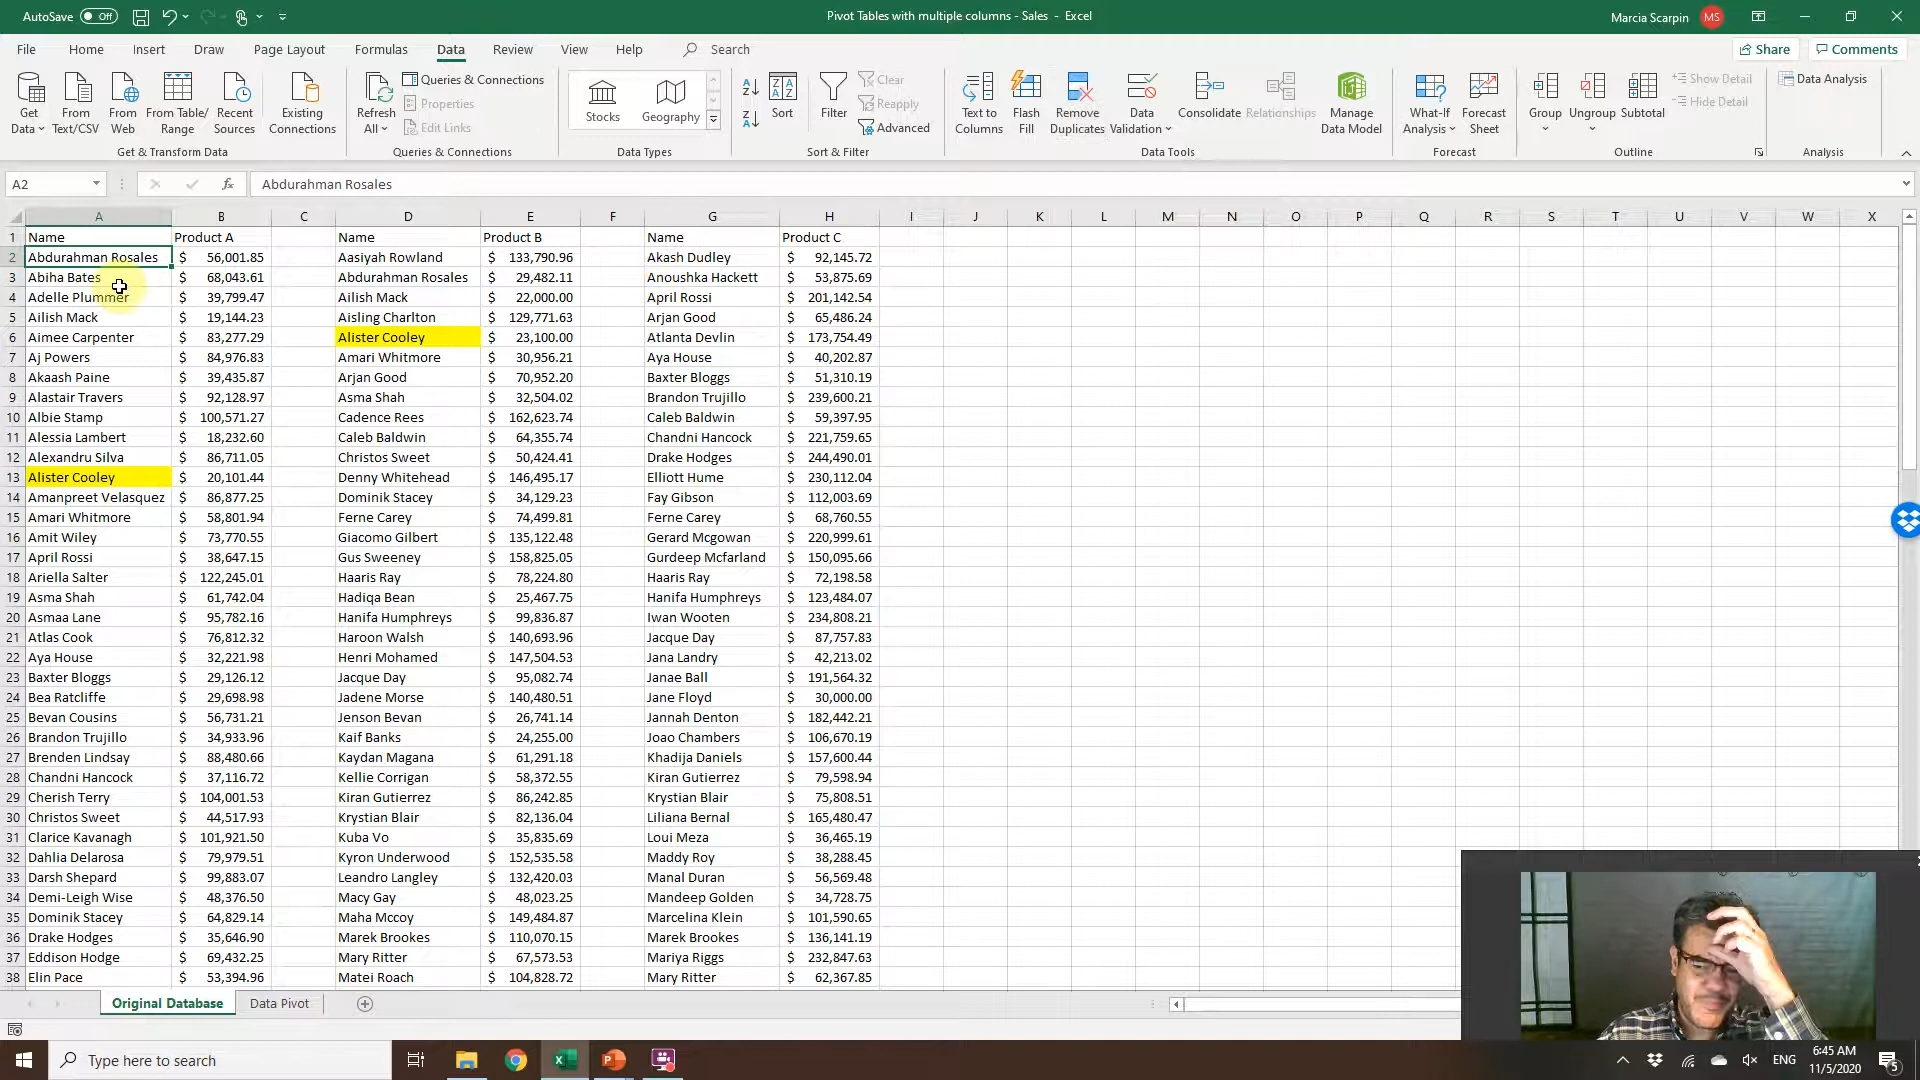 AutoSave Off
Pivot Tables with multiple columns - Sales - Excel
Marcia Scarpin MS
File Home Insert Draw Page Layout Formulas Data Review View Help Search
Share Comments
Get Data From Text/CSV From Web From Table/Range Recent Sources Existing Connections
Get & Transform Data
Refresh All Queries & Connections Properties Edit Links
Queries & Connections
Stocks Geography
Data Types
Sort Filter Clear Reapply Advanced
Sort & Filter
Text to Columns Flash Fill Remove Duplicates Data Validation Consolidate Relationships Manage Data Model
Data Tools
What-If Analysis Forecast Sheet
Forecast
Group Ungroup Subtotal Show Detail Hide Detail
Outline
Data Analysis
Analysis
A2 fx Abdurahman Rosales
A B C D E F G H I J K L M N O P Q R S T U V W X
1 Name Product A Name Product B Name Product C
2 Abdurahman Rosales $ 56,001.85 Aasiyah Rowland $ 133,790.96 Akash Dudley $ 92,145.72
3 Abiha Bates $ 68,043.61 Abdurahman Rosales $ 29,482.11 Anoushka Hackett $ 53,875.69
4 Adelle Plummer $ 39,799.47 Ailish Mack $ 22,000.00 April Rossi $ 201,142.54
5 Ailish Mack $ 19,144.23 Aisling Charlton $ 129,771.63 Arjan Good $ 65,486.24
6 Aimee Carpenter $ 83,277.29 Alister Cooley $ 23,100.00 Atlanta Devlin $ 173,754.49
7 Aj Powers $ 84,976.83 Amari Whitmore $ 30,956.21 Aya House $ 40,202.87
8 Akaash Paine $ 39,435.87 Arjan Good $ 70,952.20 Baxter Bloggs $ 51,310.19
9 Alastair Travers $ 92,128.97 Asma Shah $ 32,504.02 Brandon Trujillo $ 239,600.21
10 Albie Stamp $ 100,571.27 Cadence Rees $ 162,623.74 Caleb Baldwin $ 59,397.95
11 Alessia Lambert $ 18,232.60 Caleb Baldwin $ 64,355.74 Chandni Hancock $ 221,759.65
12 Alexandru Silva $ 86,711.05 Christos Sweet $ 50,424.41 Drake Hodges $ 244,490.01
13 Alister Cooley $ 20,101.44 Denny Whitehead $ 146,495.17 Elliott Hume $ 230,112.04
14 Amanpreet Velasquez $ 86,877.25 Dominik Stacey $ 34,129.23 Fay Gibson $ 112,003.69
15 Amari Whitmore $ 58,801.94 Ferne Carey $ 74,499.81 Ferne Carey $ 68,760.55
16 Amit Wiley $ 73,770.55 Giacomo Gilbert $ 135,122.48 Gerard Mcgowan $ 220,999.61
17 April Rossi $ 38,647.15 Gus Sweeney $ 158,825.05 Gurdeep Mcfarland $ 150,095.66
18 Ariella Salter $ 122,245.01 Haaris Ray $ 78,224.80 Haaris Ray $ 72,198.58
19 Asma Shah $ 61,742.04 Hadiqa Bean $ 25,467.75 Hanifa Humphreys $ 123,484.07
20 Asmaa Lane $ 95,782.16 Hanifa Humphreys $ 99,836.87 Iwan Wooten $ 234,808.21
21 Atlas Cook $ 76,812.32 Haroon Walsh $ 140,693.96 Jacque Day $ 87,757.83
22 Aya House $ 32,221.98 Henri Mohamed $ 147,504.53 Jana Landry $ 42,213.02
23 Baxter Bloggs $ 29,126.12 Jacque Day $ 95,082.74 Janae Ball $ 191,564.32
24 Bea Ratcliffe $ 29,698.98 Jadene Morse $ 140,480.51 Jane Floyd $ 30,000.00
25 Bevan Cousins $ 56,731.21 Jenson Bevan $ 26,741.14 Jannah Denton $ 182,442.21
26 Brandon Trujillo $ 34,933.96 Kaif Banks $ 24,255.00 Joao Chambers $ 106,670.19
27 Brenden Lindsay $ 88,480.66 Kaydan Magana $ 61,291.18 Khadija Daniels $ 157,600.44
28 Chandni Hancock $ 37,116.72 Kellie Corrigan $ 58,372.55 Kiran Gutierrez $ 79,598.94
29 Cherish Terry $ 104,001.53 Kiran Gutierrez $ 86,242.85 Krystian Blair $ 75,808.51
30 Christos Sweet $ 44,517.93 Krystian Blair $ 82,136.04 Liliana Bernal $ 165,480.47
31 Clarice Kavanagh $ 101,921.50 Kuba Vo $ 35,835.69 Loui Meza $ 36,465.19
32 Dahlia Delarosa $ 79,979.51 Kyron Underwood $ 152,535.58 Maddy Roy $ 38,288.45
33 Darsh Shepard $ 99,883.07 Leandro Langley $ 132,420.03 Manal Duran $ 56,569.48
34 Demi-Leigh Wise $ 48,376.50 Macy Gay $ 48,023.25 Mandeep Golden $ 34,728.75
35 Dominik Stacey $ 64,829.14 Maha Mccoy $ 149,484.87 Marcelina Klein $ 101,590.65
36 Drake Hodges $ 35,646.90 Marek Brookes $ 110,070.15 Marek Brookes $ 136,141.19
37 Eddison Hodge $ 69,432.25 Mary Ritter $ 67,573.53 Mariya Riggs $ 232,847.63
38 Elin Pace $ 53,394.96 Matei Roach $ 104,828.72 Mary Ritter $ 62,367.85
Original Database Data Pivot
Type here to search
ENG 6:45 AM
11/5/2020
5